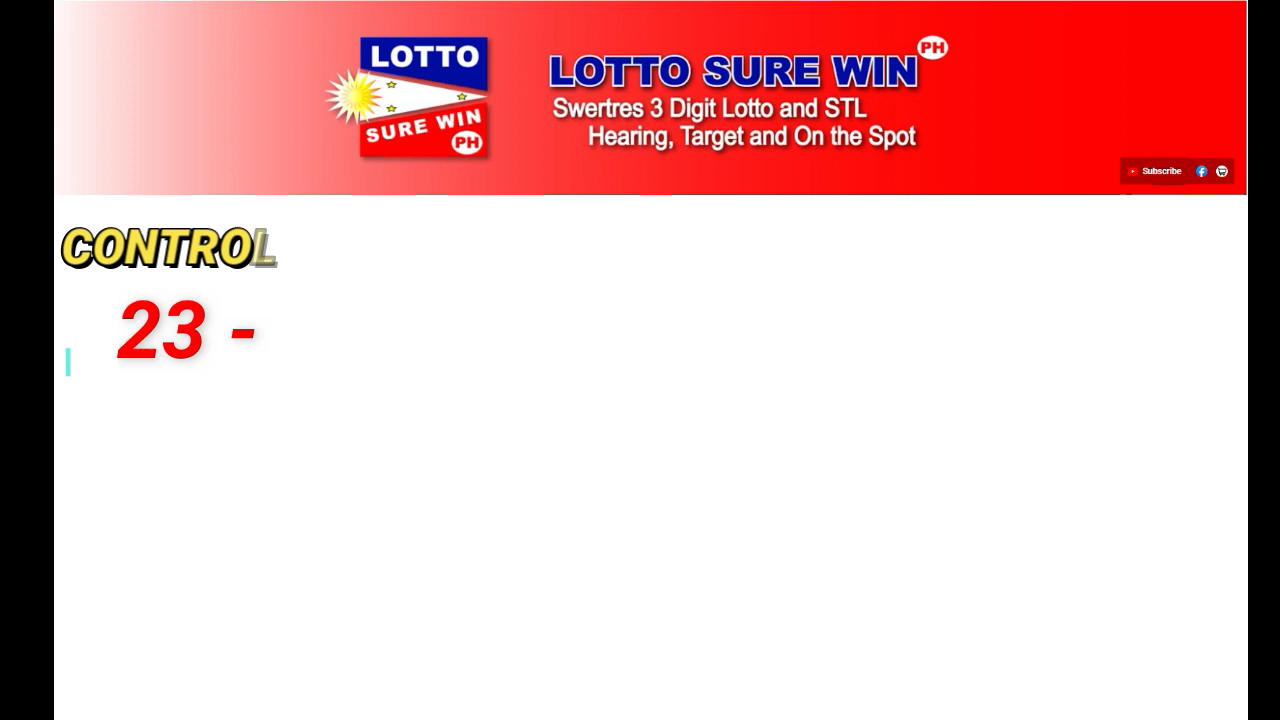 LOTTO
SURE WIN
PH
LOTTO SURE WIN PH
Swertres 3 Digit Lotto and STL
Hearing, Target and On the Spot
Subscribe
CONTROL
23 -